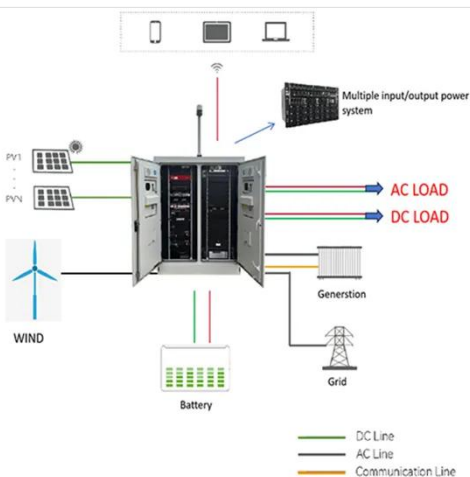 Multiple input/output power
system
PV1
PVN
AC LOAD
DC LOAD
WIND
Generstion
Grid
Battery
DC Line
AC Line
Communication Line